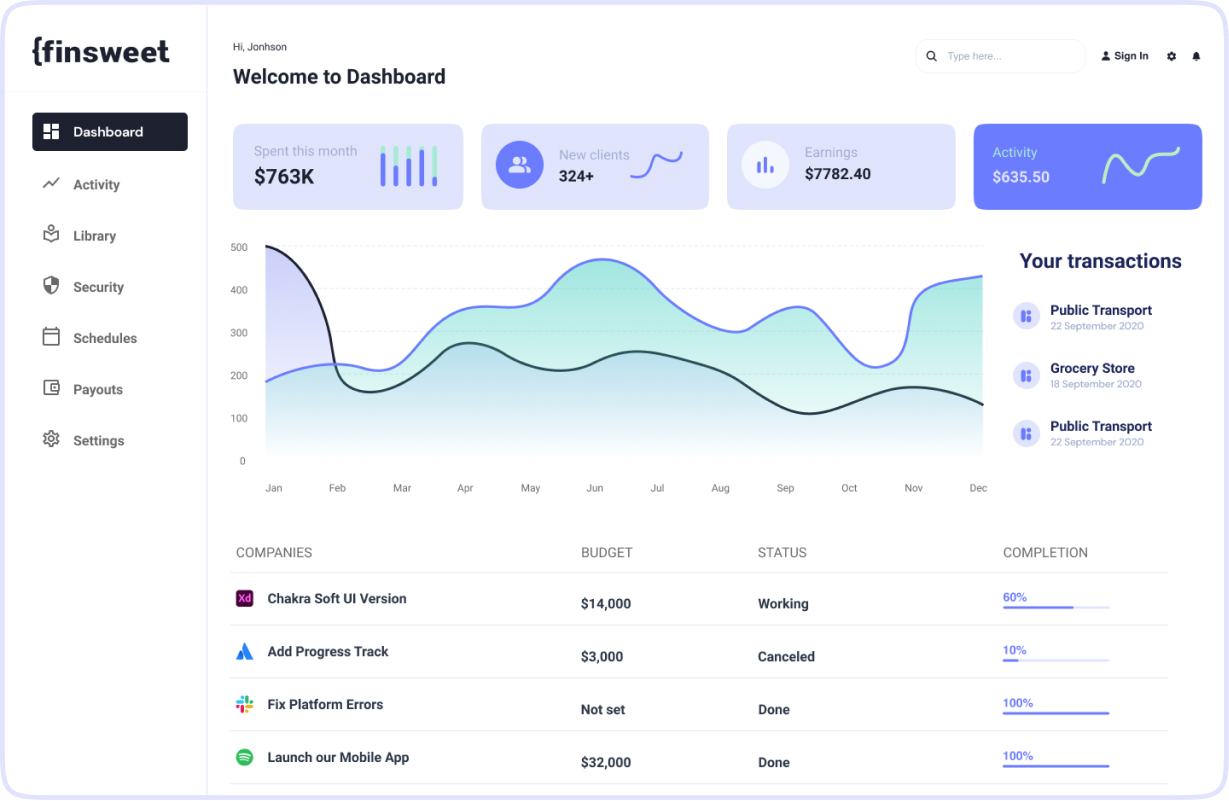 {finsweet
Hi, Jonhson
Welcome to Dashboard
Type here...
Sign In
Dashboard
Activity
Library
Security
Schedules
Payouts
Settings
Spent this month
$763K
New clients
324+
Earnings
$7782.40
Activity
$635.50
500
400
300
200
100
0
Jan Feb Mar Apr May Jun Jul Aug Sep Oct Nov Dec
Your transactions
Public Transport
22 September 2020
Grocery Store
18 September 2020
Public Transport
22 September 2020
COMPANIES BUDGET STATUS COMPLETION
Xd Chakra Soft UI Version $14,000 Working 60%
Add Progress Track $3,000 Canceled 10%
Fix Platform Errors Not set Done 100%
Launch our Mobile App $32,000 Done 100%